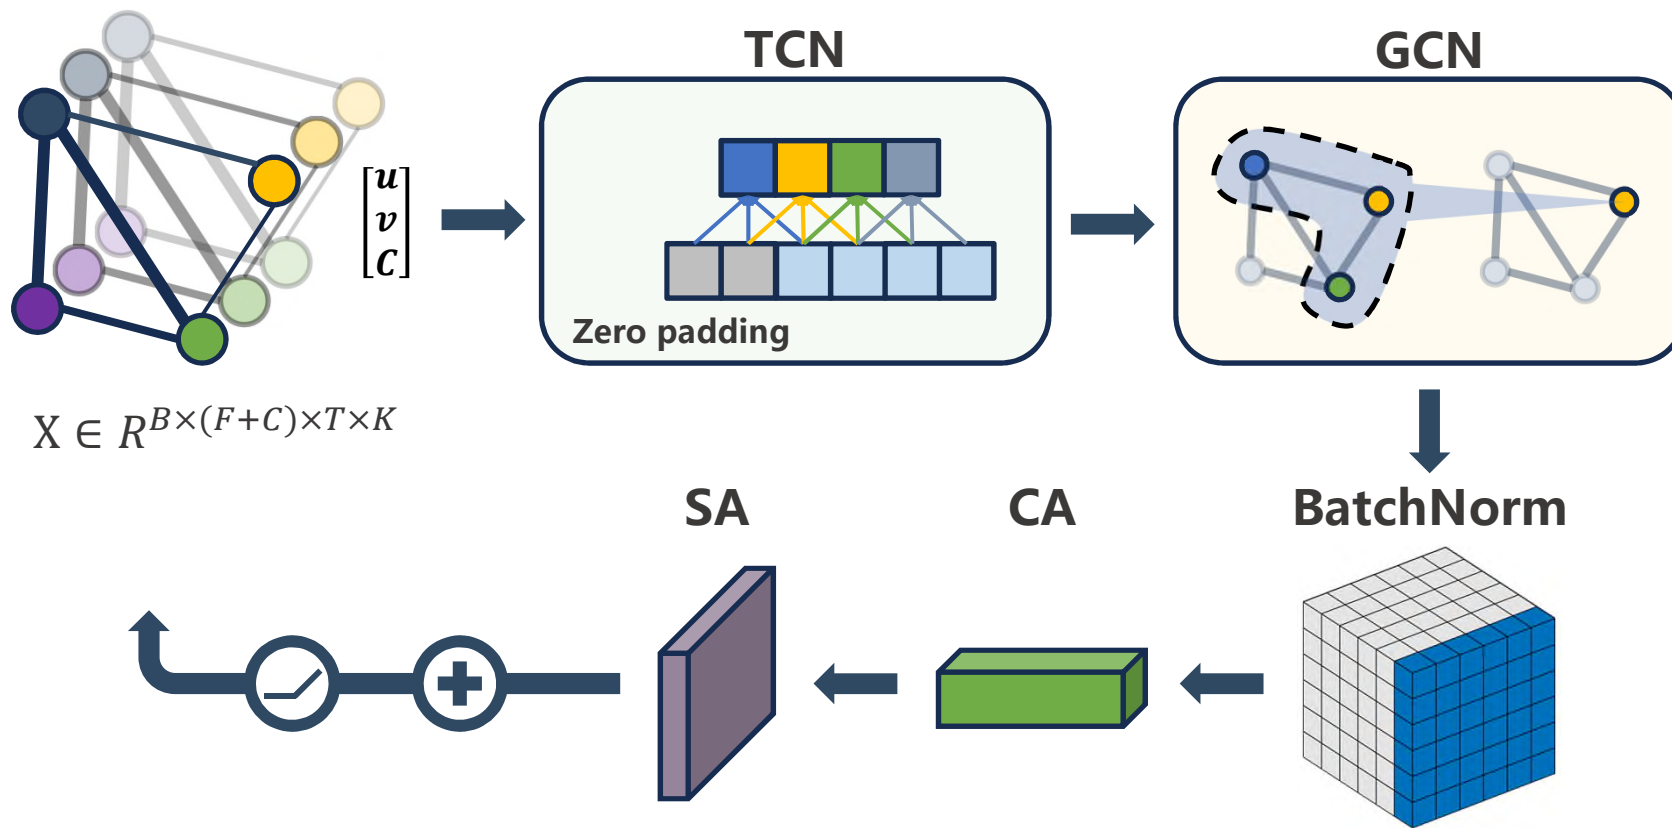 TCN
GCN
u
v
C
Zero padding
X ∈ R^{B×(F+C)×T×K}
SA
CA
BatchNorm